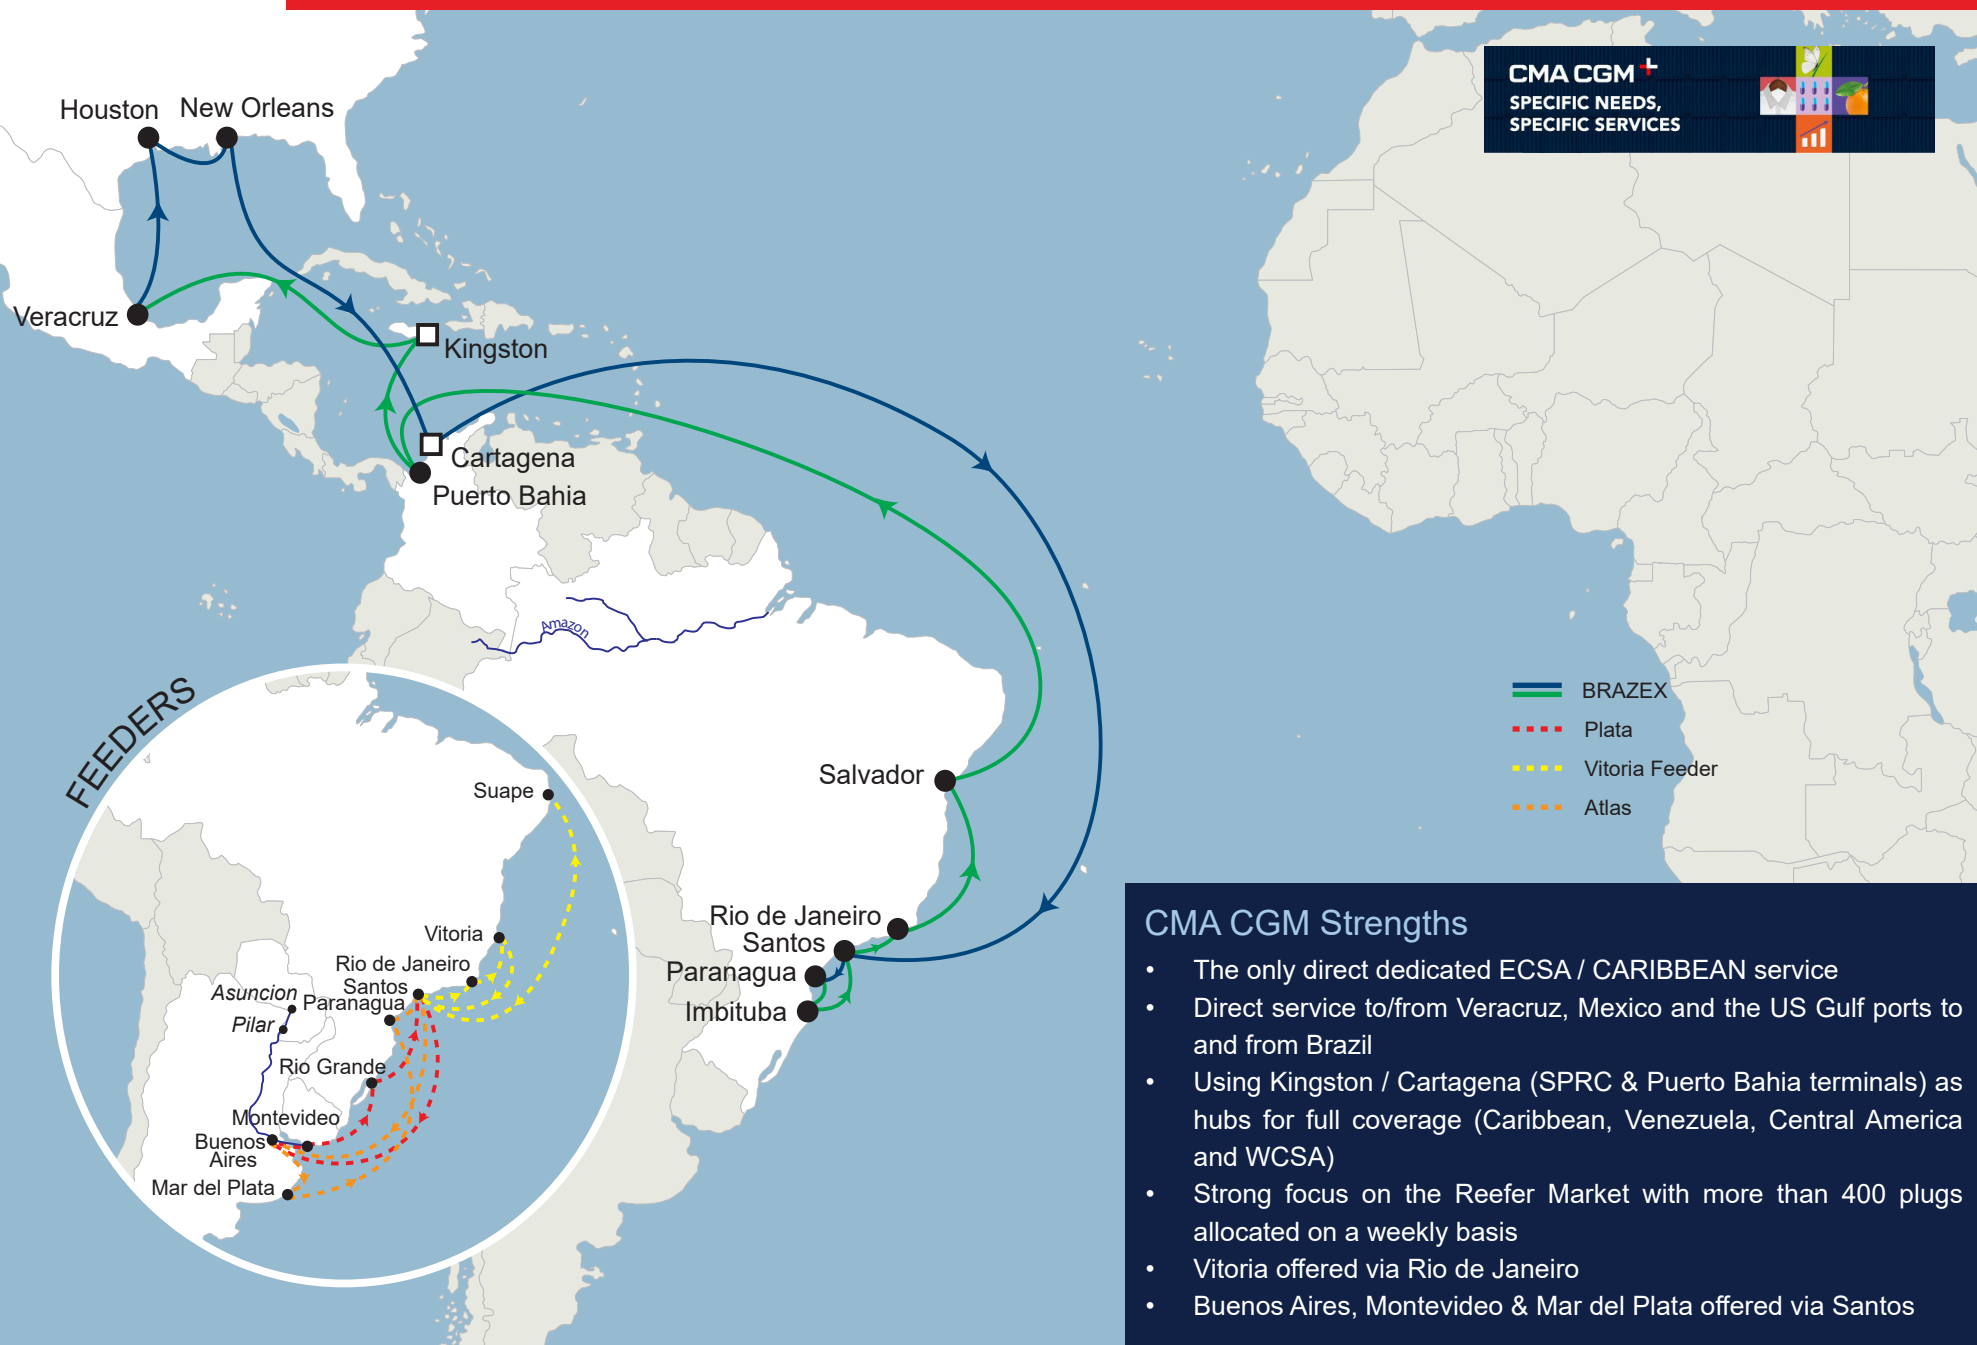 CMA CGM +
SPECIFIC NEEDS,
SPECIFIC SERVICES
Houston
New Orleans
Veracruz
Kingston
Cartagena
Puerto Bahia
Amazon
Salvador
Rio de Janeiro
Santos
Paranagua
Imbituba
FEEDERS
Suape
Vitoria
Rio de Janeiro
Santos
Asuncion
Paranagua
Pilar
Rio Grande
Montevideo
Buenos
Aires
Mar del Plata
BRAZEX
Plata
Vitoria Feeder
Atlas
CMA CGM Strengths
• The only direct dedicated ECSA / CARIBBEAN service
• Direct service to/from Veracruz, Mexico and the US Gulf ports to
and from Brazil
• Using Kingston / Cartagena (SPRC & Puerto Bahia terminals) as
hubs for full coverage (Caribbean, Venezuela, Central America
and WCSA)
• Strong focus on the Reefer Market with more than 400 plugs
allocated on a weekly basis
• Vitoria offered via Rio de Janeiro
• Buenos Aires, Montevideo & Mar del Plata offered via Santos